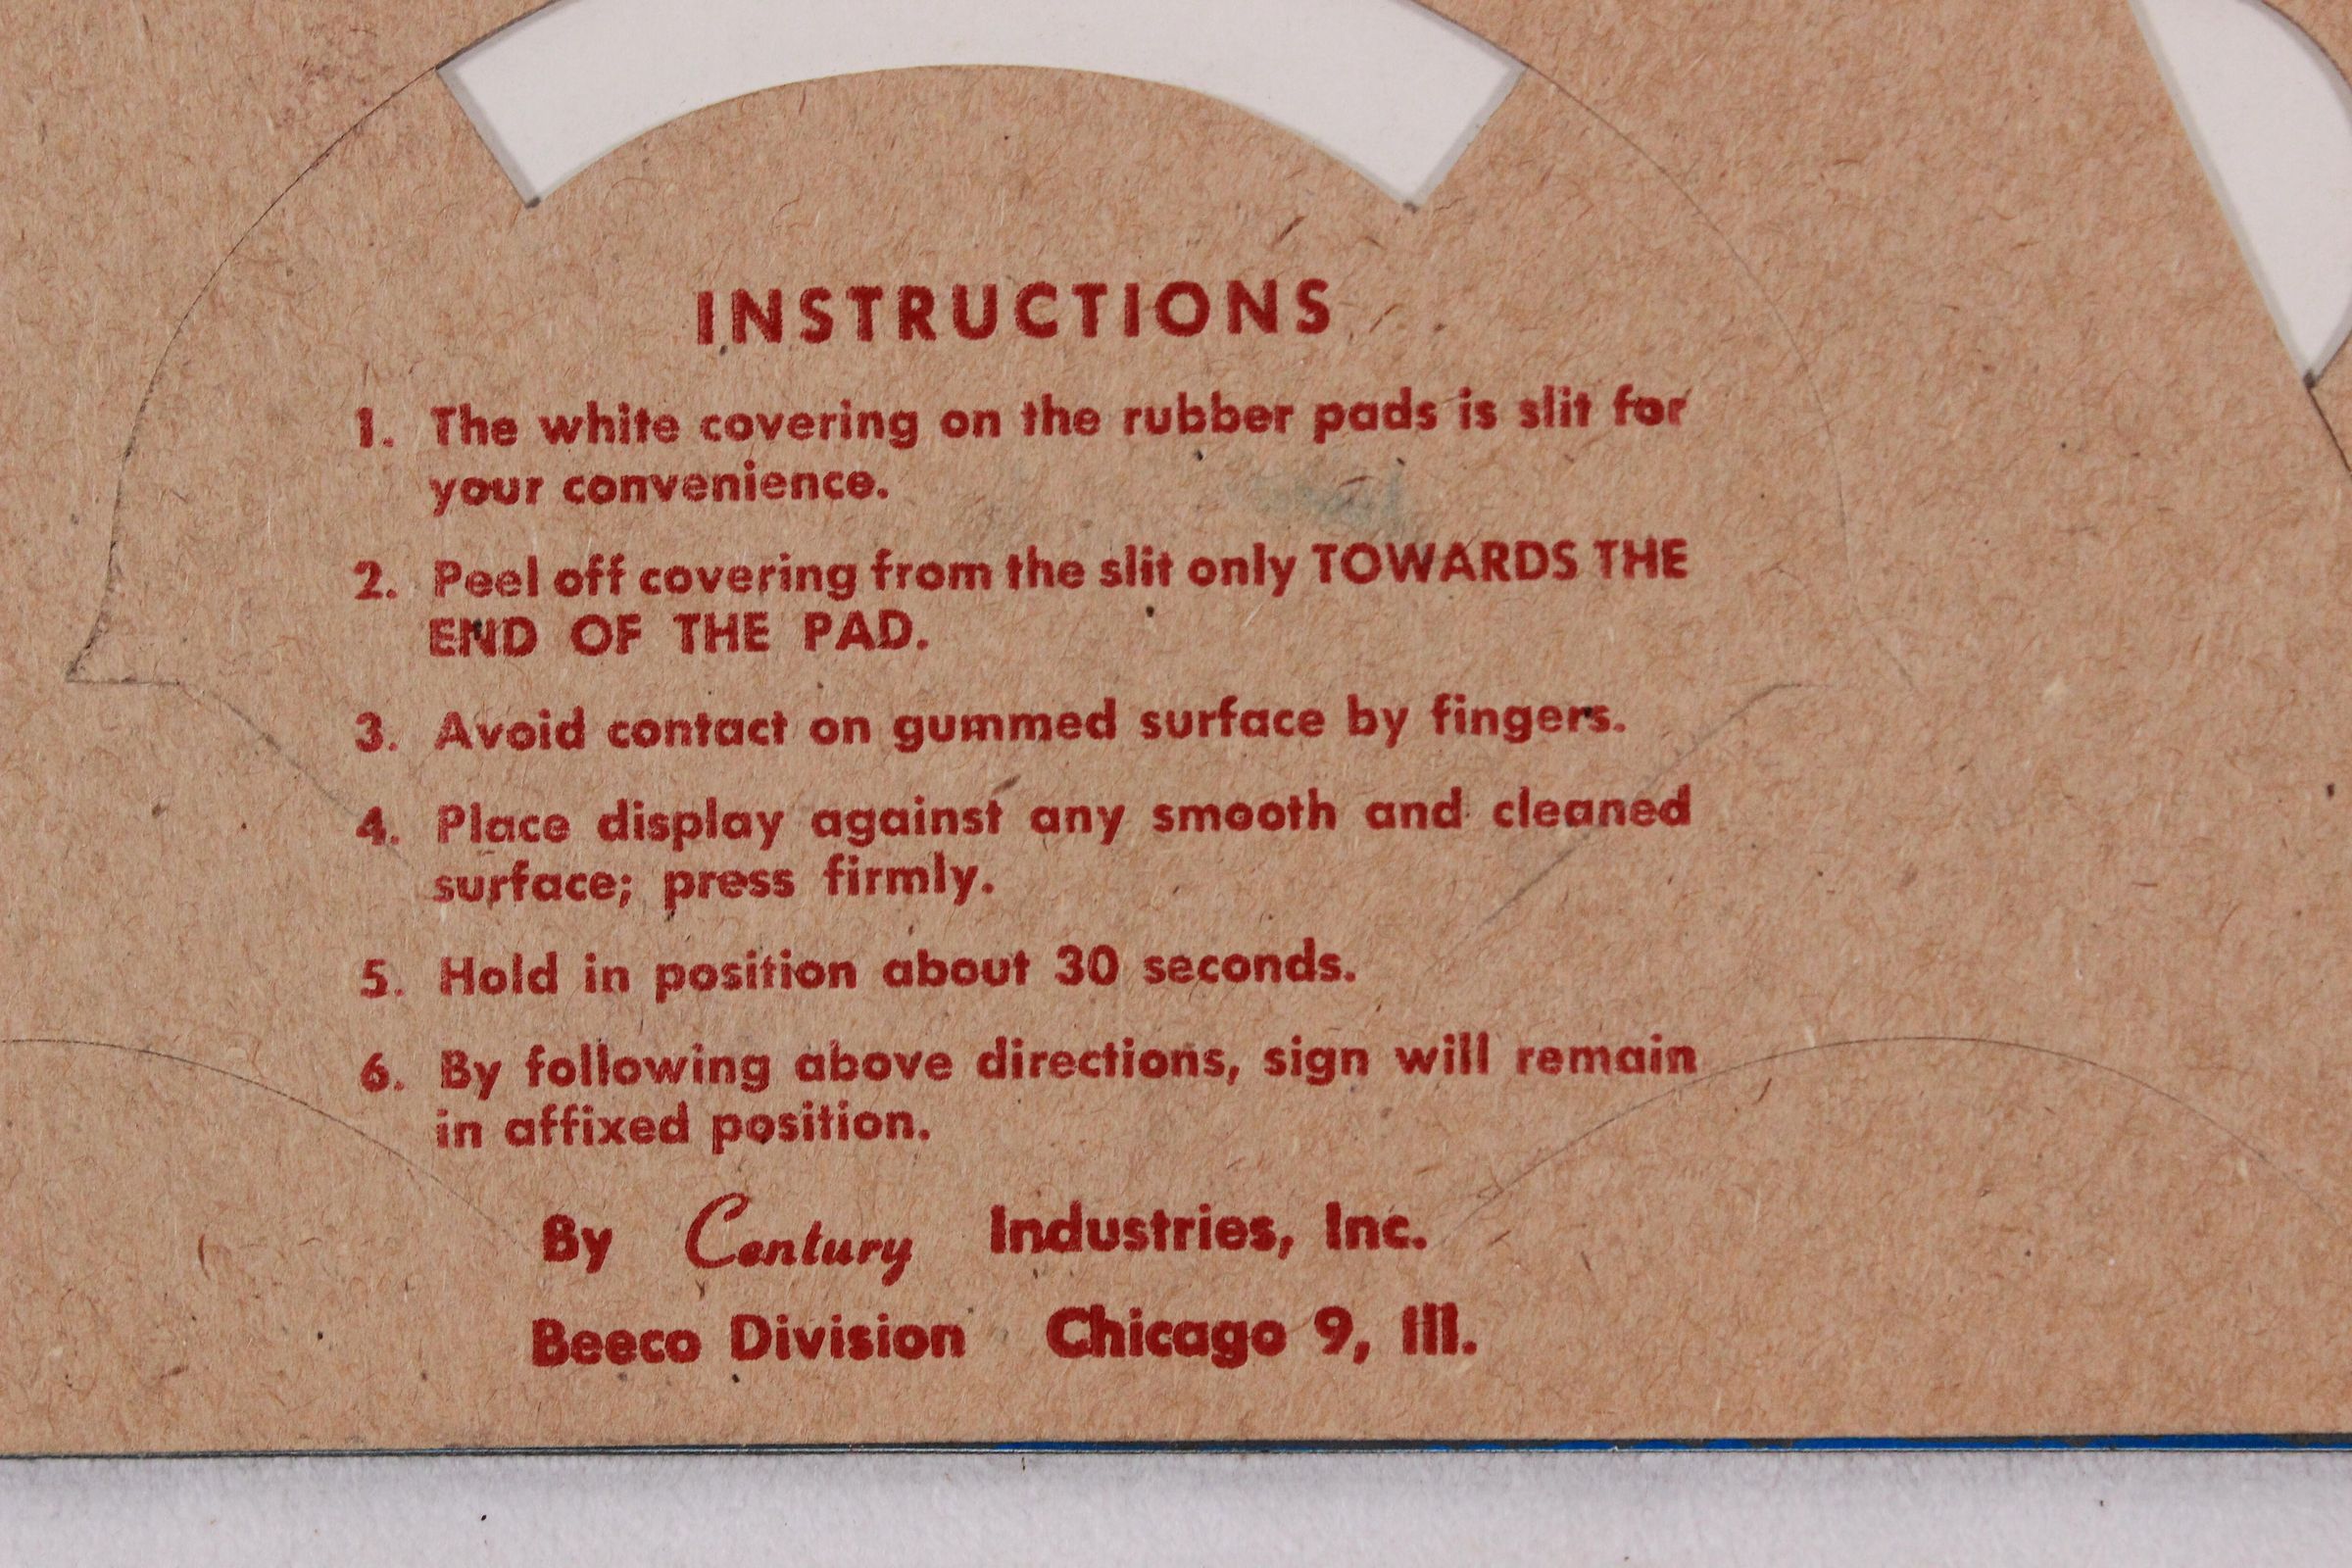 INSTRUCTIONS
1. The white covering on the rubber pads is slit for
your convenience.
2. Peel off covering from the slit only TOWARDS THE
END OF THE PAD.
3. Avoid contact on gummed surface by fingers.
4. Place display against any smooth and cleaned
surface; press firmly.
5. Hold in position about 30 seconds.
6. By following above directions, sign will remain
in affixed position.
By Century Industries, Inc.
Beeco Division Chicago 9, Ill.